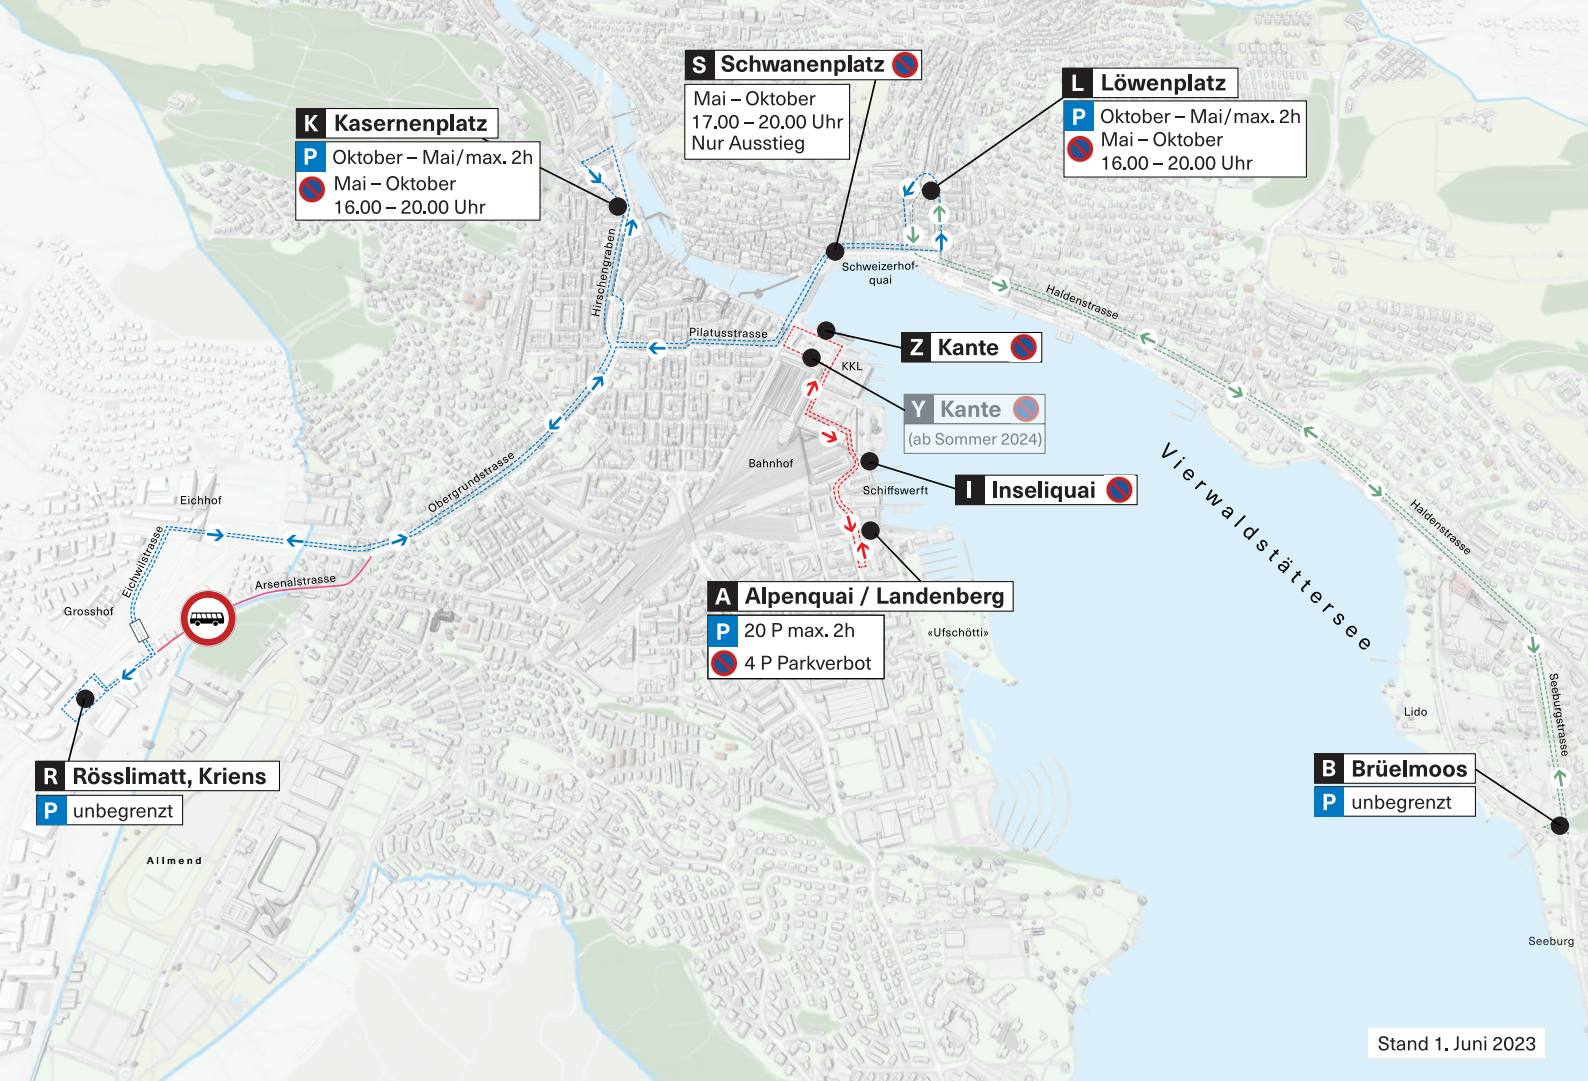 S Schwanenplatz
Mai – Oktober
17.00 – 20.00 Uhr
Nur Ausstieg
L Löwenplatz
P Oktober – Mai/max. 2h
Mai – Oktober
16.00 – 20.00 Uhr
K Kasernenplatz
P Oktober – Mai/max. 2h
Mai – Oktober
16.00 – 20.00 Uhr
Hirschengraben
Schweizerhof-
quai
Haldenstrasse
Pilatusstrasse
Z Kante
KKL
Y Kante
(ab Sommer 2024)
Bahnhof
Obergrundstrasse
Schiffswerft
I Inseliquai
Vierwaldstättersee
Haldenstrasse
Eichhof
Eichwilstrasse
Arsenalstrasse
Grosshof
A Alpenquai / Landenberg
P 20 P max. 2h
4 P Parkverbot
«Ufschötti»
Seeburgstrasse
Lido
R Rösslimatt, Kriens
P unbegrenzt
B Brüelmoos
P unbegrenzt
Allmend
Seeburg
Stand 1. Juni 2023